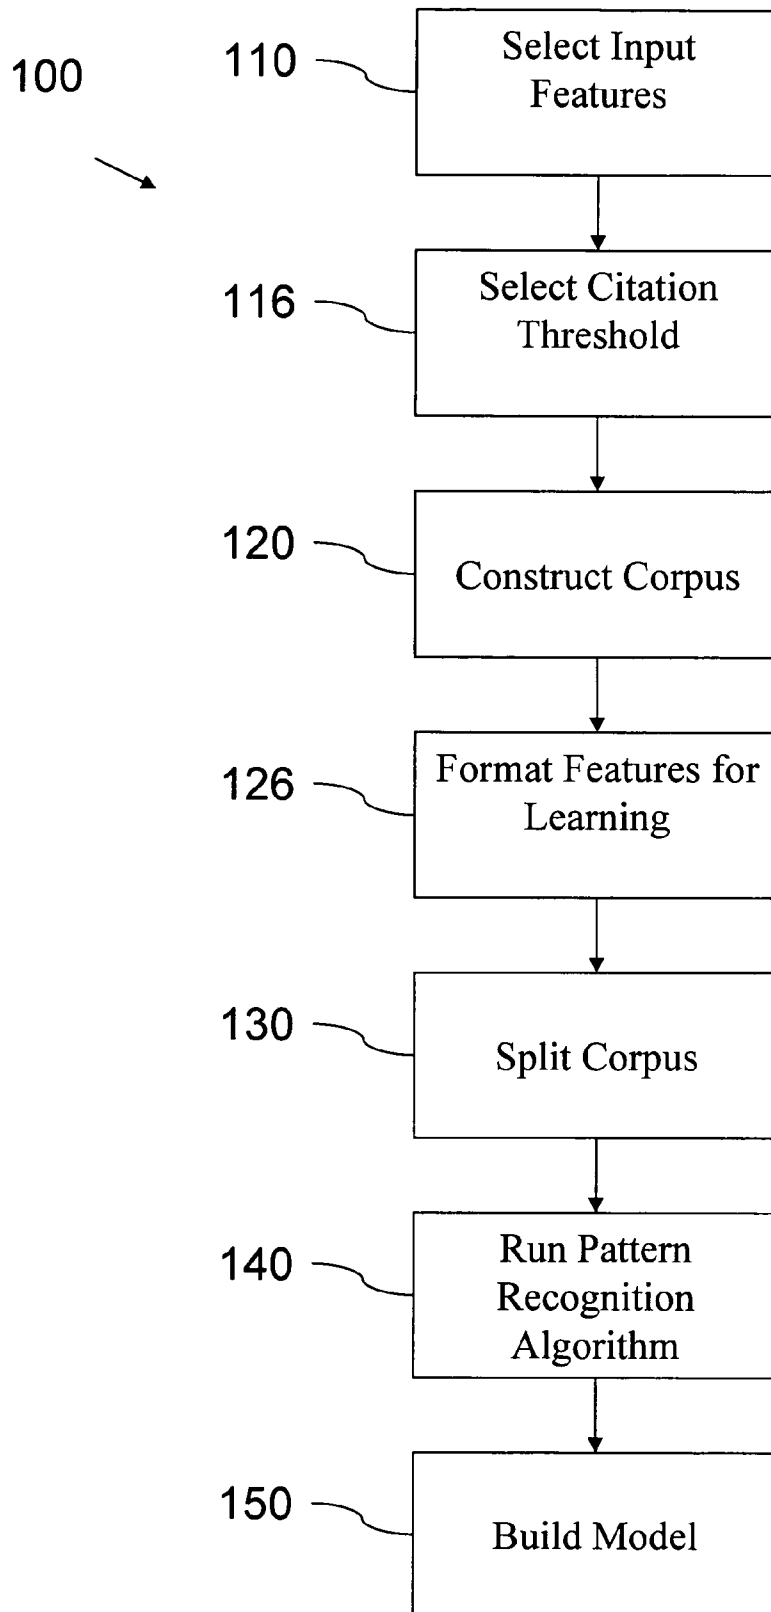 100
110
Select Input
Features
116
Select Citation
Threshold
120
Construct Corpus
126
Format Features for
Learning
130
Split Corpus
140
Run Pattern
Recognition
Algorithm
150
Build Model